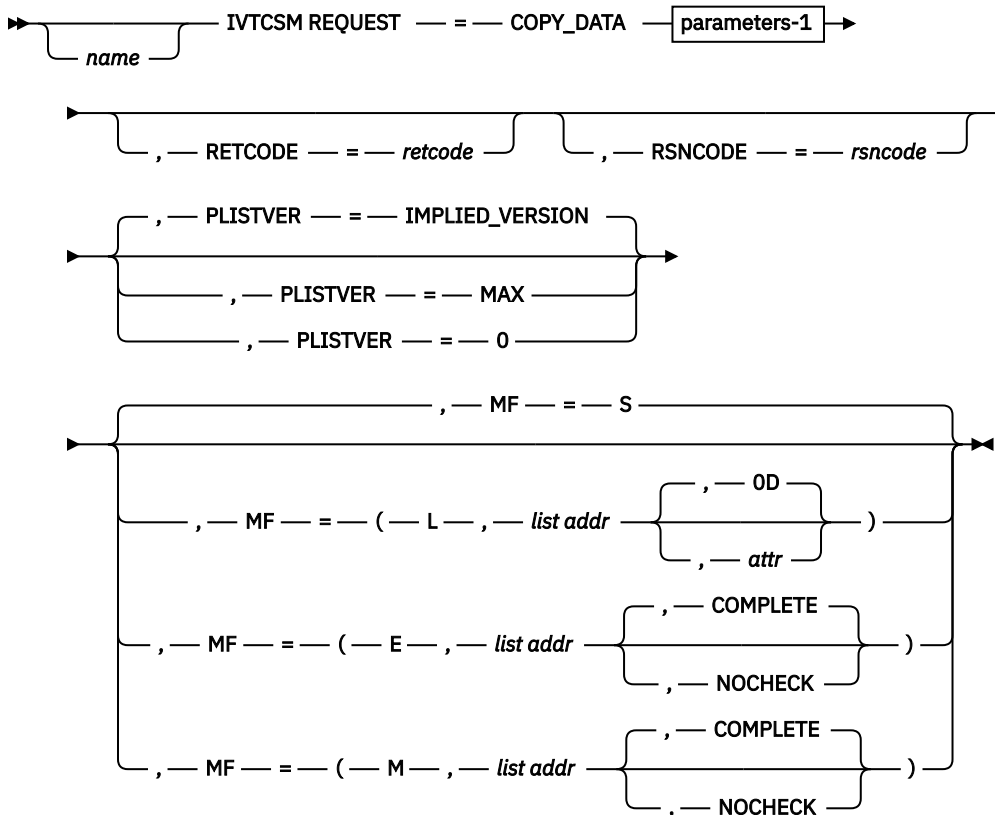 IVTCSM REQUEST = COPY_DATA parameters-1
name
, RETCODE = retcode , RSNCODE = rsncode
, PLISTVER = IMPLIED_VERSION
, PLISTVER = MAX
, PLISTVER = 0
, MF = S
, 0D
, MF = ( L , list addr )
, attr
, COMPLETE
, MF = ( E , list addr )
, NOCHECK
, COMPLETE
, MF = ( M , list addr )
. NOCHECK